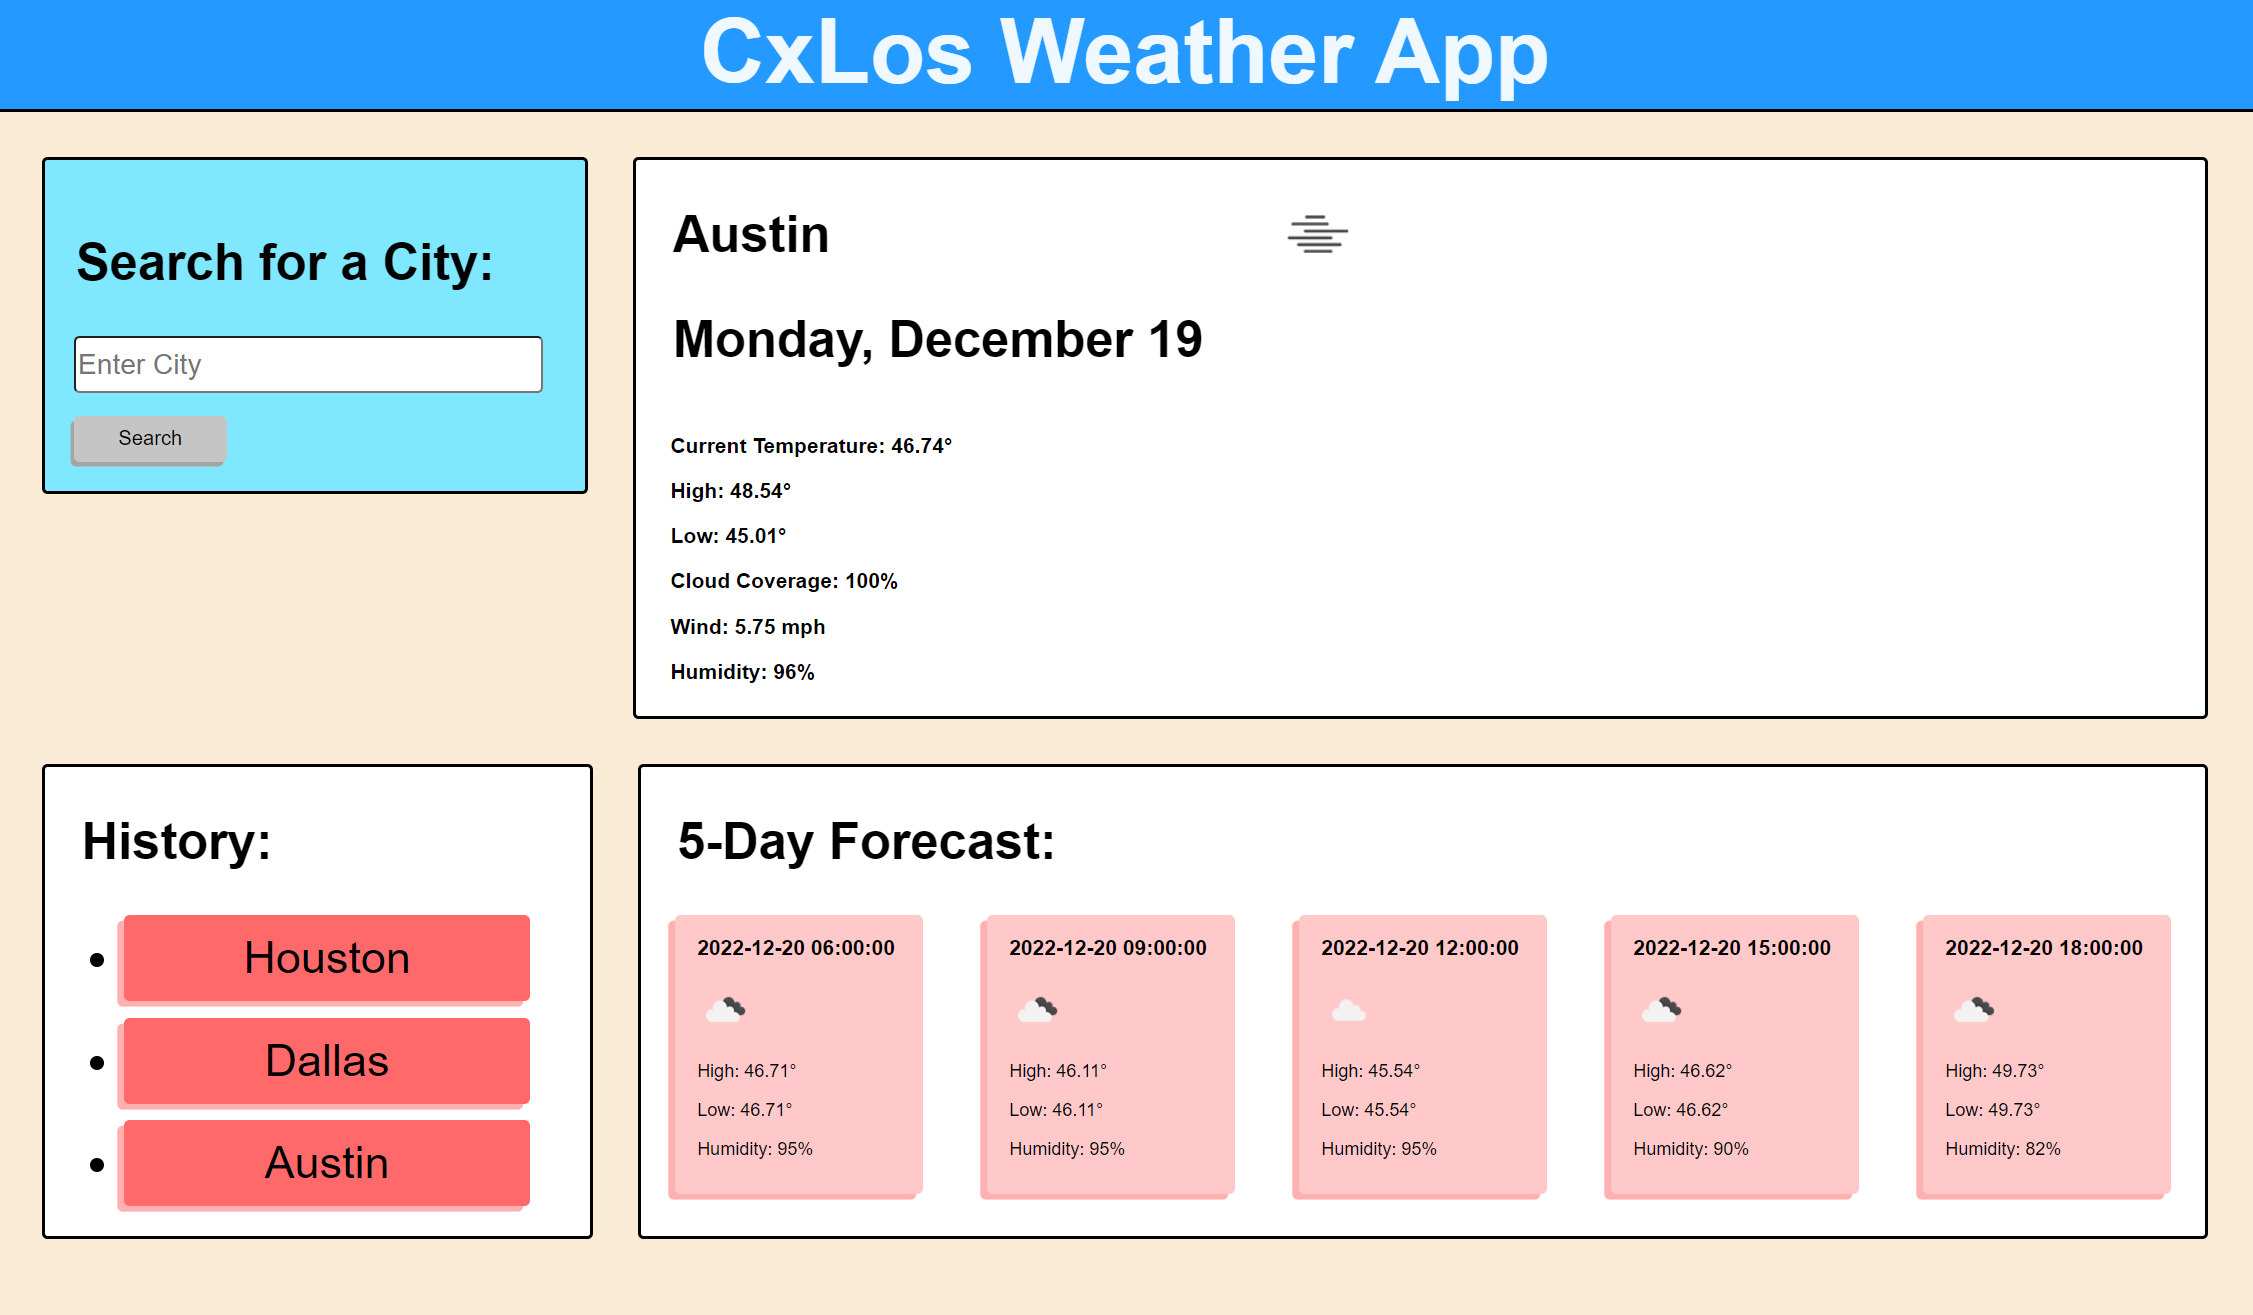 CxLos Weather App
Search for a City:
Enter City
Search
Austin
Monday, December 19
Current Temperature: 46.74°
High: 48.54°
Low: 45.01°
Cloud Coverage: 100%
Wind: 5.75 mph
Humidity: 96%
History:
Houston
Dallas
Austin
5-Day Forecast:
2022-12-20 06:00:00
High: 46.71°
Low: 46.71°
Humidity: 95%
2022-12-20 09:00:00
High: 46.11°
Low: 46.11°
Humidity: 95%
2022-12-20 12:00:00
High: 45.54°
Low: 45.54°
Humidity: 95%
2022-12-20 15:00:00
High: 46.62°
Low: 46.62°
Humidity: 90%
2022-12-20 18:00:00
High: 49.73°
Low: 49.73°
Humidity: 82%